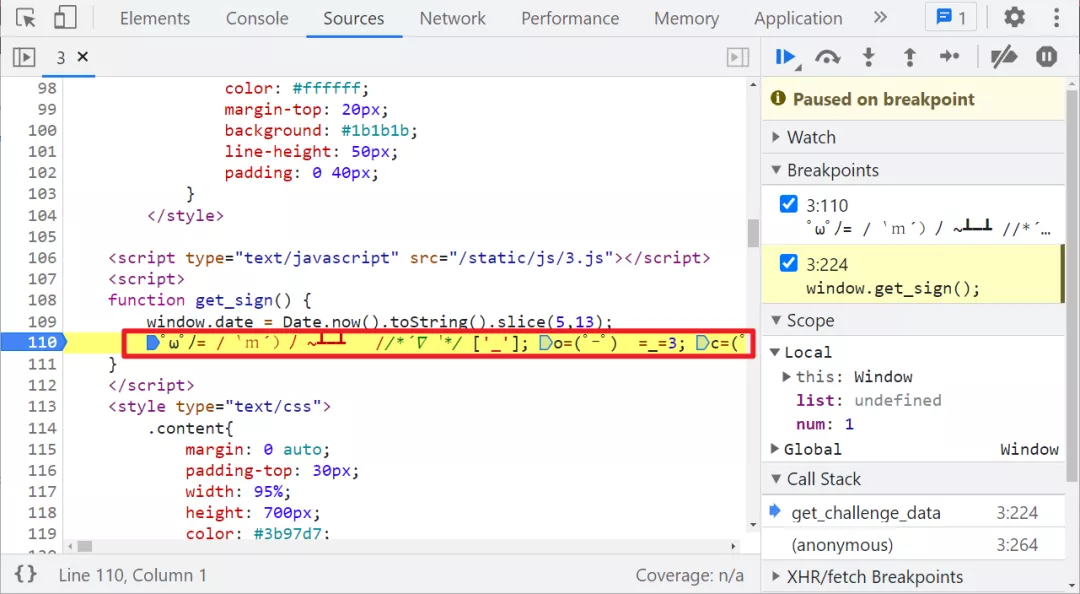 Elements Console Sources Network Performance Memory Application » 1
3 ×
98 color: #ffffff;
99 margin-top: 20px;
100 background: #1b1b1b;
101 line-height: 50px;
102 padding: 0 40px;
103 }
104 </style>
105
106 <script type="text/javascript" src="/static/js/3.js"></script>
107 <script>
108 function get_sign() {
109 window.date = Date.now().toString().slice(5,13);
110 ﾟωﾟﾉ= /｀ｍ´）ﾉ ~┻━┻   //*´∇｀*/ ['_']; o=(ﾟｰﾟ)  =_=3; c=(ﾟ
111 }
112 </script>
113 <style type="text/css">
114 .content{
115 margin: 0 auto;
116 padding-top: 30px;
117 width: 95%;
118 height: 700px;
119 color: #3b97d7;
{} Line 110, Column 1 Coverage: n/a
Paused on breakpoint
Watch
Breakpoints
3:110
ﾟωﾟﾉ= /｀ｍ´）ﾉ ~┻━┻ //*´…
3:224
window.get_sign();
Scope
Local
this: Window
list: undefined
num: 1
Global Window
Call Stack
get_challenge_data 3:224
(anonymous) 3:264
XHR/fetch Breakpoints